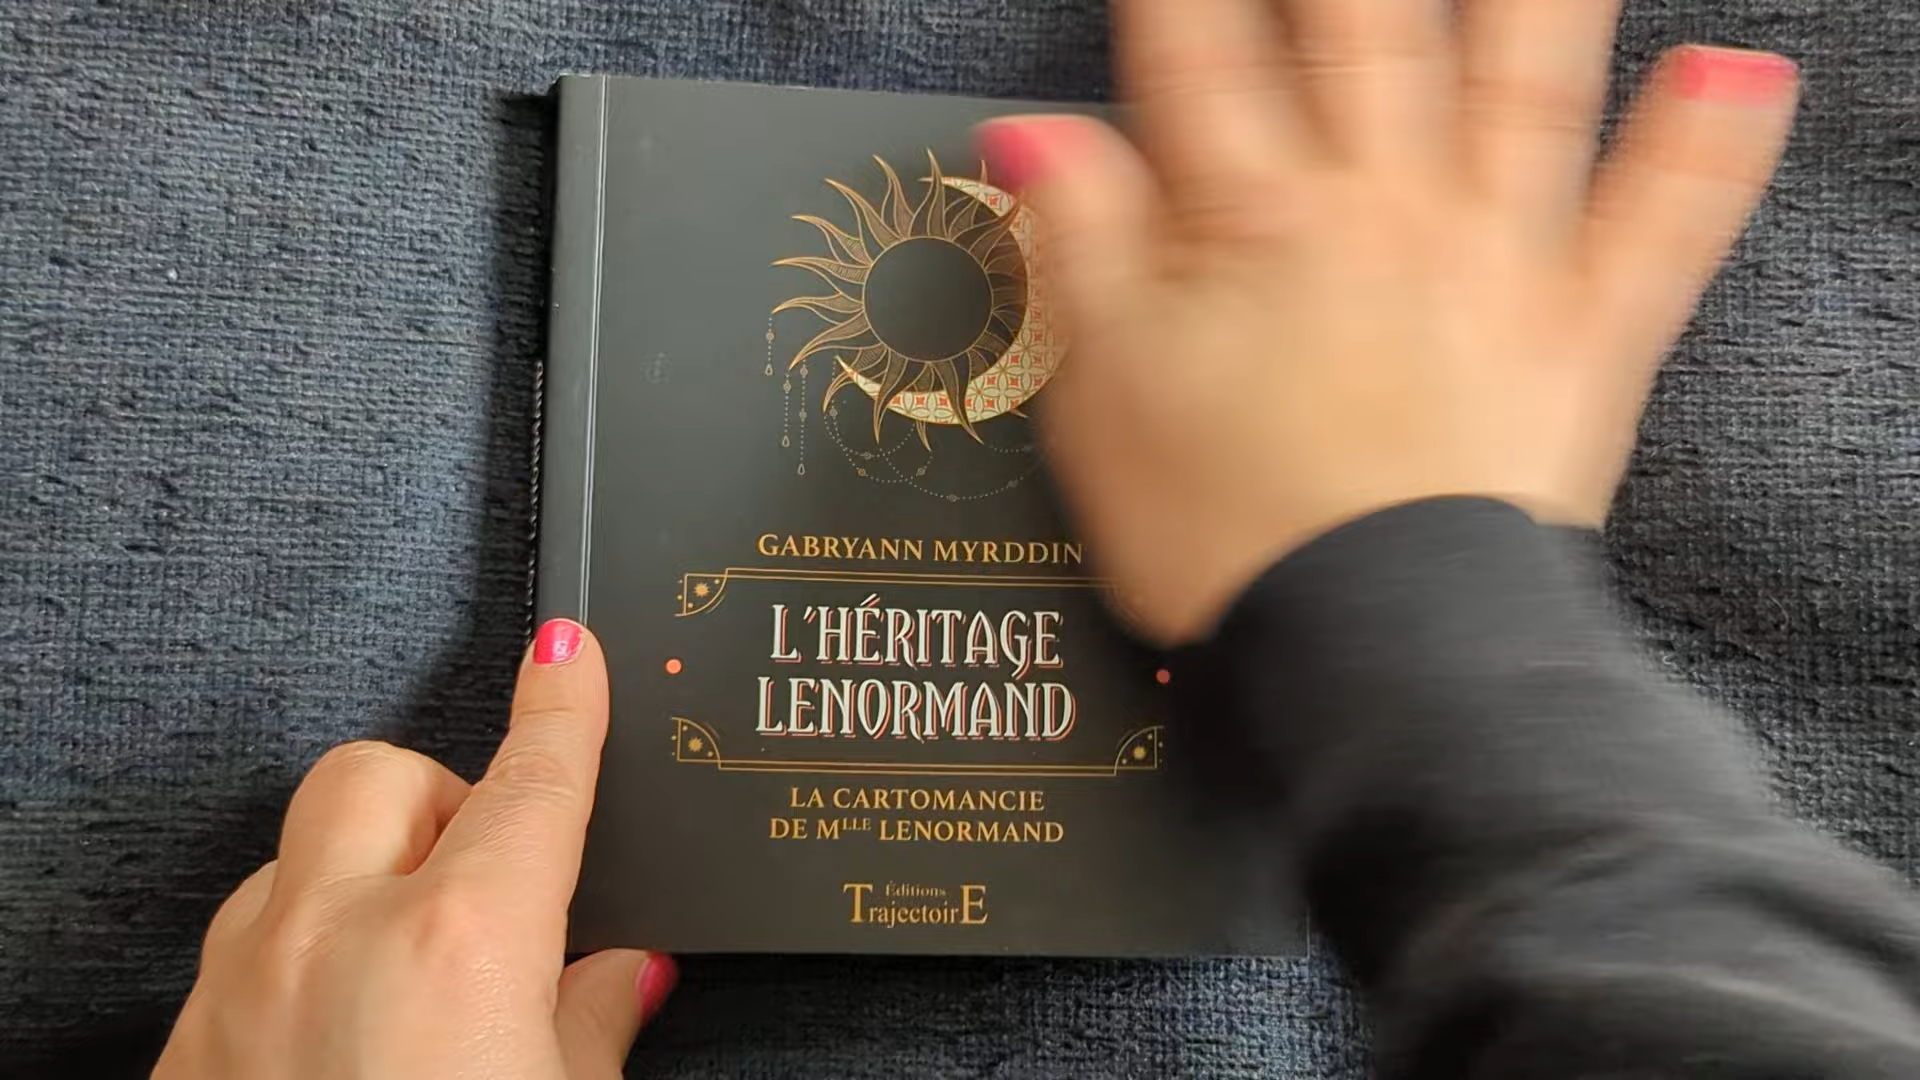 GABRYANN MYRDDIN
L'HÉRITAGE
LENORMAND
LA CARTOMANCIE
DE MLLE LENORMAND
Éditions
TrajectoirE